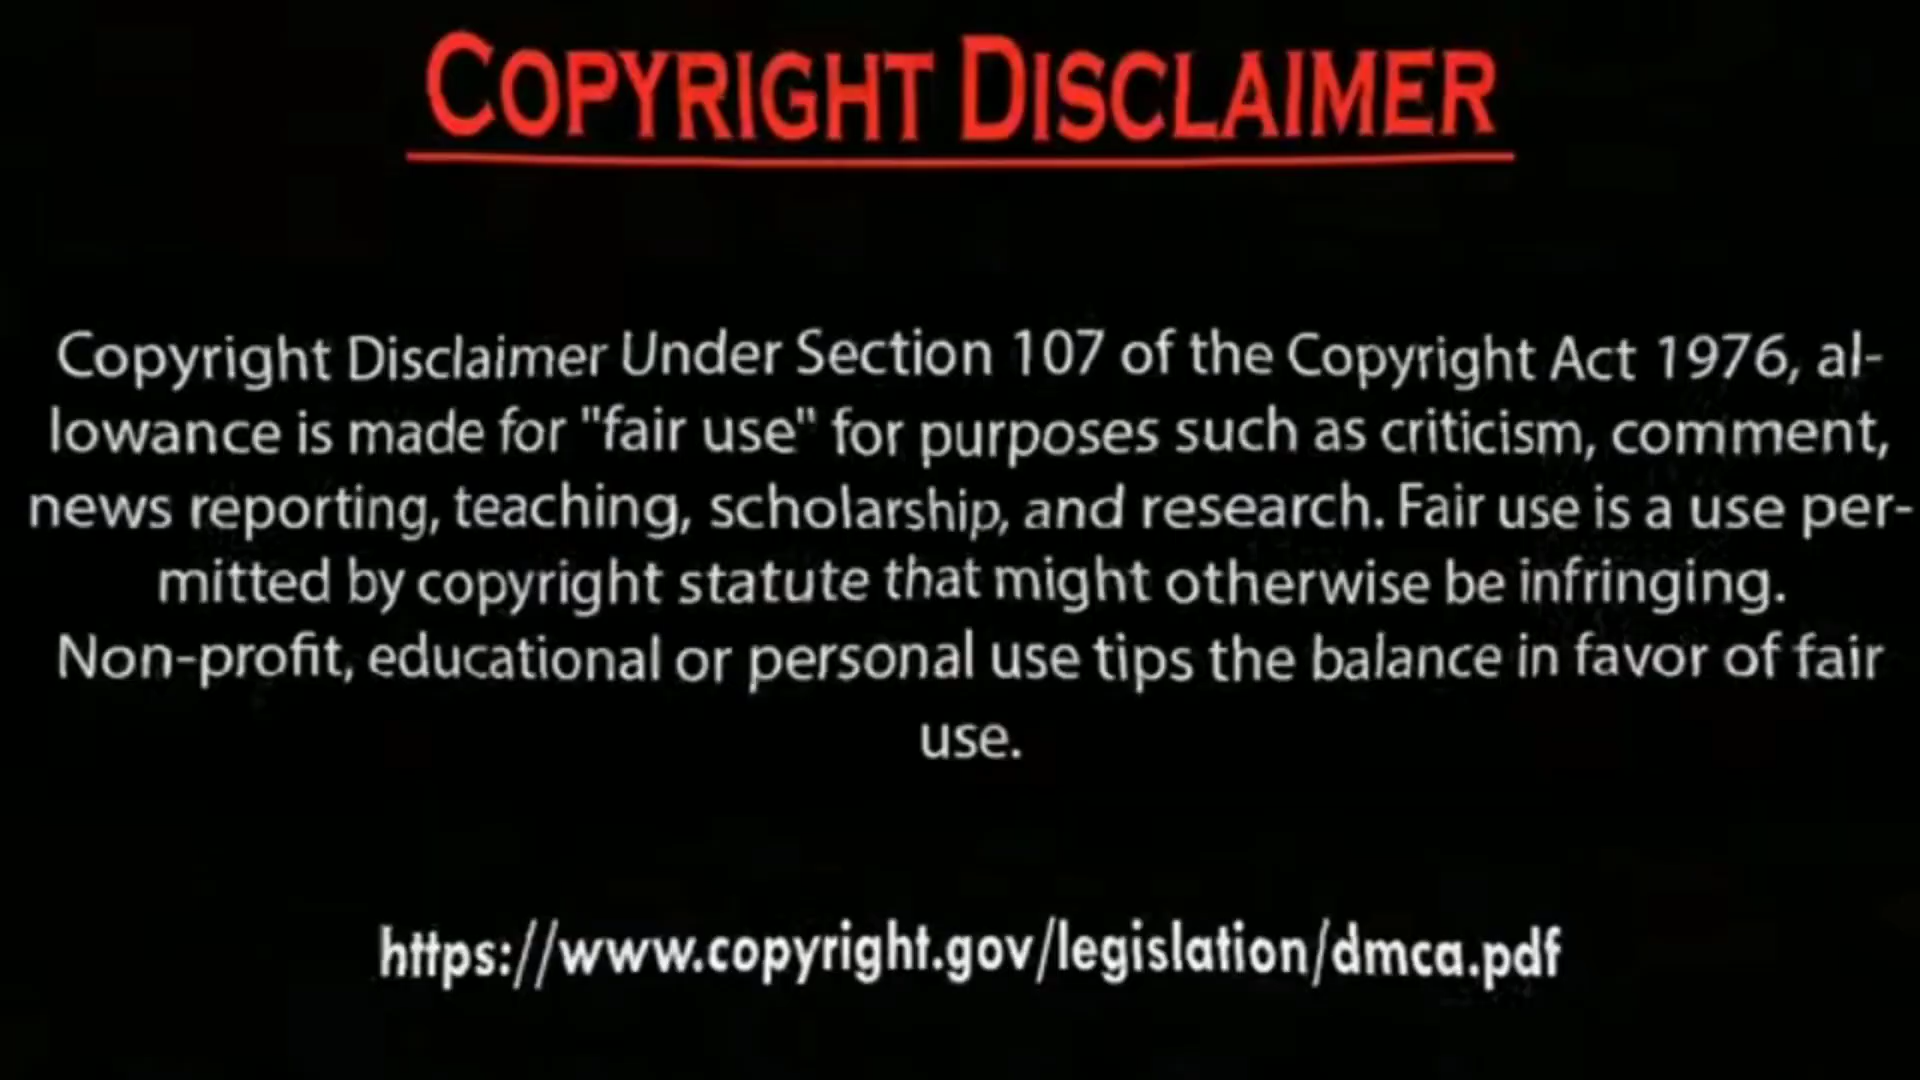 COPYRIGHT DISCLAIMER
Copyright Disclaimer Under Section 107 of the Copyright Act 1976, al-
lowance is made for "fair use" for purposes such as criticism, comment,
news reporting, teaching, scholarship, and research. Fair use is a use per-
mitted by copyright statute that might otherwise be infringing.
Non-profit, educational or personal use tips the balance in favor of fair
use.
https://www.copyright.gov/legislation/dmca.pdf